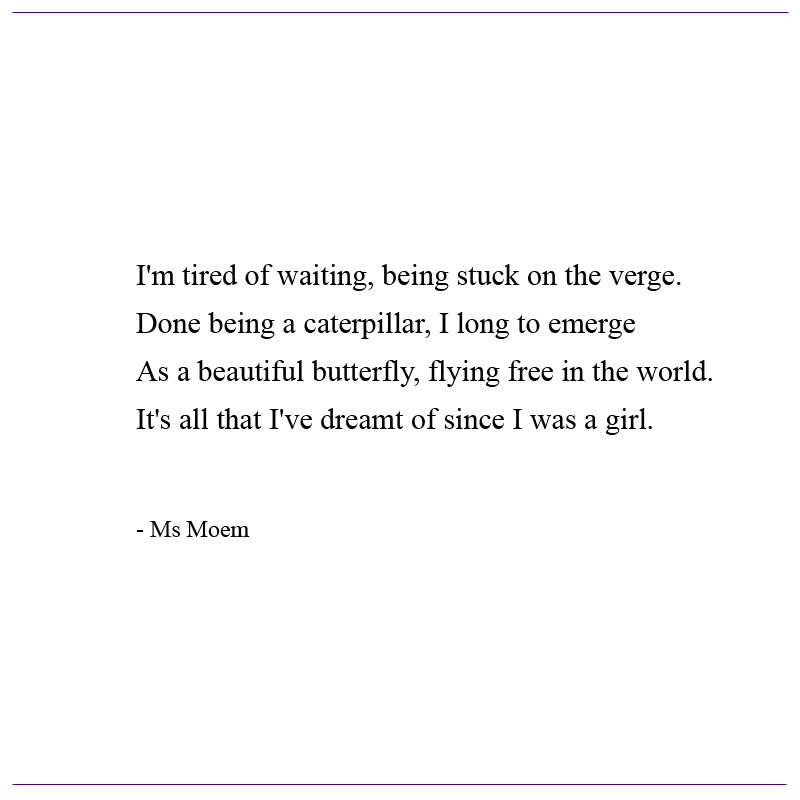 I'm tired of waiting, being stuck on the verge.
Done being a caterpillar, I long to emerge
As a beautiful butterfly, flying free in the world.
It's all that I've dreamt of since I was a girl.
- Ms Moem